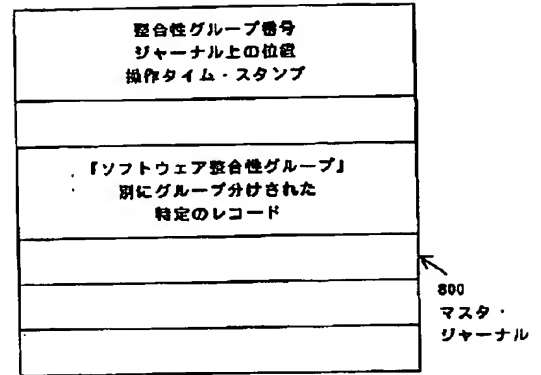 整合性グループ番号
ジャーナル上の位置
操作タイム・スタンプ
「ソフトウェア整合性グループ」
別にグループ分けされた
特定のレコード
800
マスタ・
ジャーナル